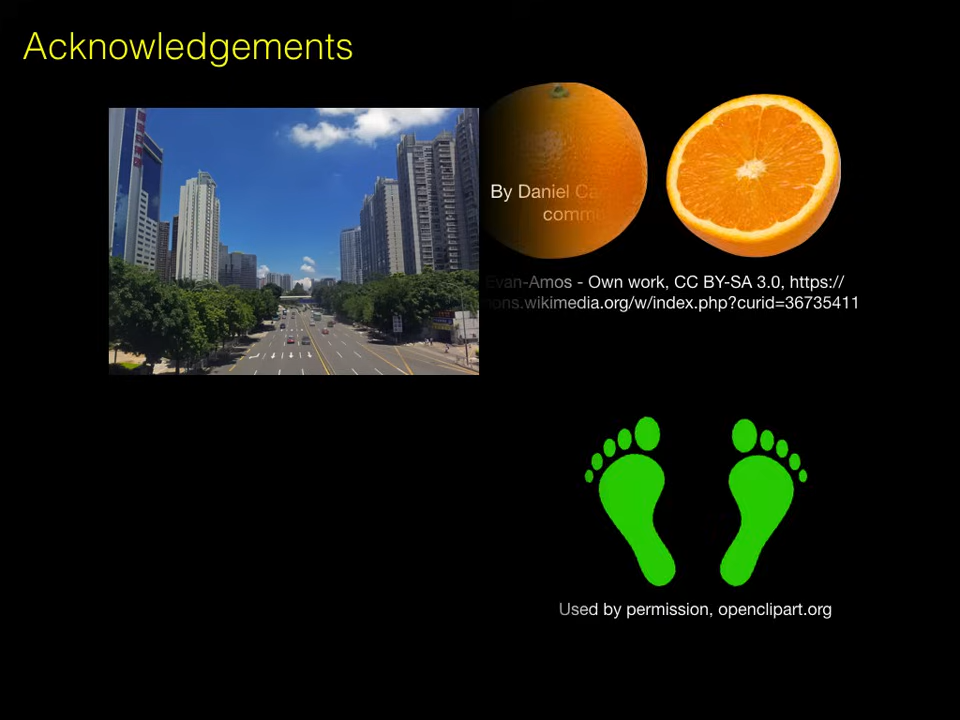 Acknowledgements
By Daniel
Evan-Amos - Own work, CC BY-SA 3.0, https://
ons.wikimedia.org/w/index.php?curid=36735411
Used by permission, openclipart.org